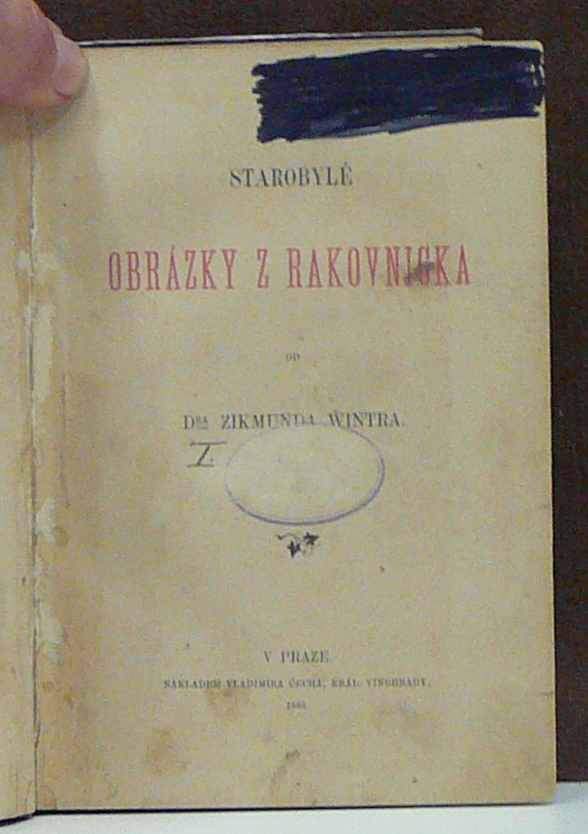 STAROBYLÉ
OBRÁZKY Z RAKOVNICKA
OD
DRA ZIKMUNDA WINTRA.
I.
V PRAZE.
NÁKLADEM VLADIMÍRA ČECHA, KRÁL. VINOHRADY.